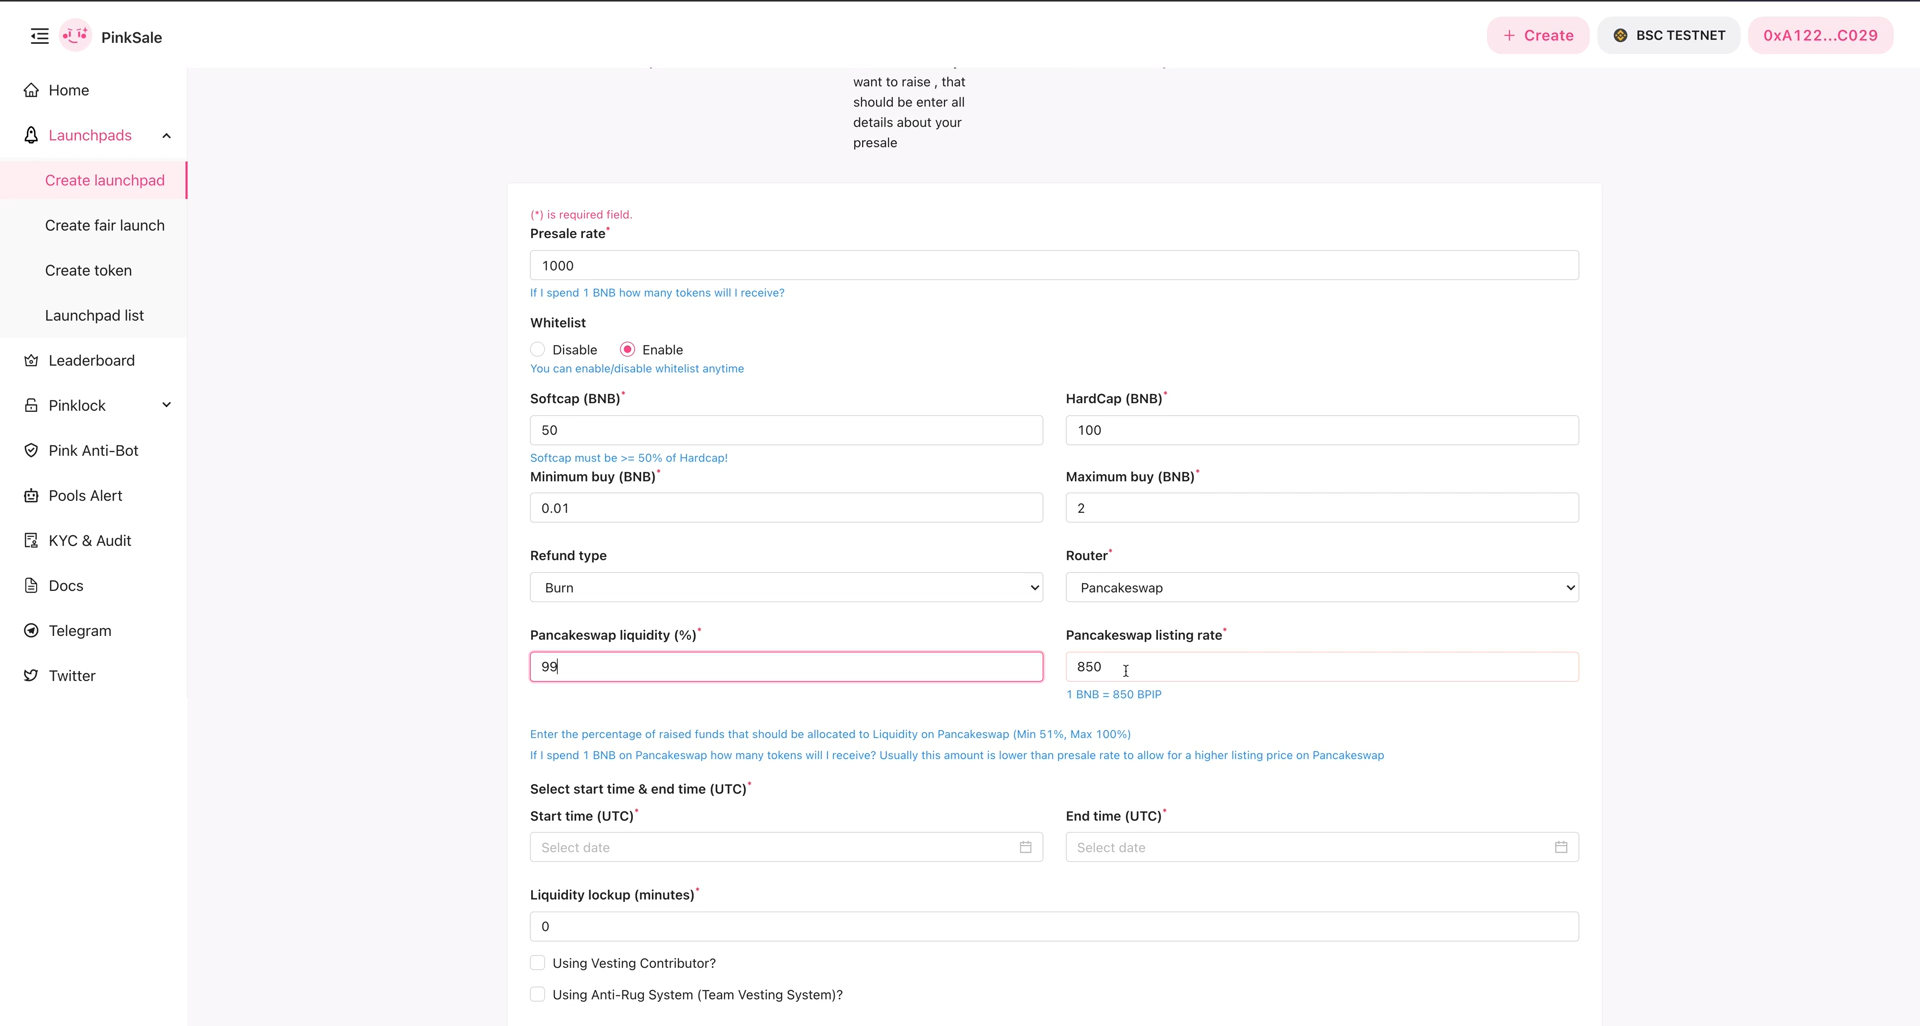 PinkSale
+ Create
BSC TESTNET
0xA122...C029
Home
Launchpads
Create launchpad
Create fair launch
Create token
Launchpad list
Leaderboard
Pinklock
Pink Anti-Bot
Pools Alert
KYC & Audit
Docs
Telegram
Twitter
want to raise , that
should be enter all
details about your
presale
(*) is required field.
Presale rate*
1000
If I spend 1 BNB how many tokens will I receive?
Whitelist
Disable Enable
You can enable/disable whitelist anytime
Softcap (BNB)* HardCap (BNB)*
50 100
Softcap must be >= 50% of Hardcap!
Minimum buy (BNB)* Maximum buy (BNB)*
0.01 2
Refund type Router*
Burn Pancakeswap
Pancakeswap liquidity (%)* Pancakeswap listing rate*
99 850
1 BNB = 850 BPIP
Enter the percentage of raised funds that should be allocated to Liquidity on Pancakeswap (Min 51%, Max 100%)
If I spend 1 BNB on Pancakeswap how many tokens will I receive? Usually this amount is lower than presale rate to allow for a higher listing price on Pancakeswap
Select start time & end time (UTC)*
Start time (UTC)* End time (UTC)*
Select date Select date
Liquidity lockup (minutes)*
0
Using Vesting Contributor?
Using Anti-Rug System (Team Vesting System)?